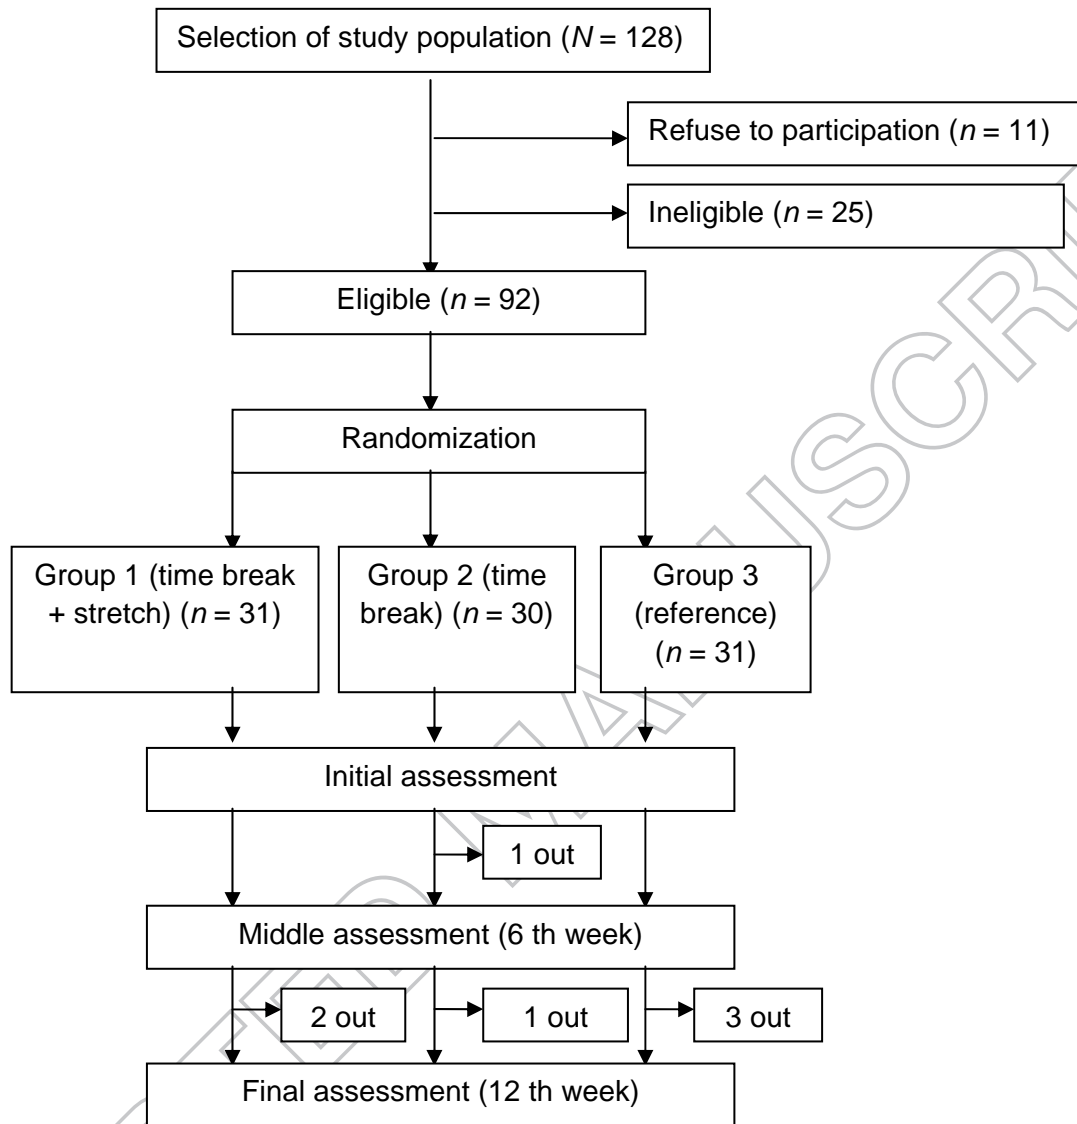 Selection of study population (N = 128)
Refuse to participation (n = 11)
Ineligible (n = 25)
Eligible (n = 92)
Randomization
Group 1 (time break
+ stretch) (n = 31)
Group 2 (time
break) (n = 30)
Group 3
(reference)
(n = 31)
Initial assessment
1 out
Middle assessment (6 th week)
2 out
1 out
3 out
Final assessment (12 th week)